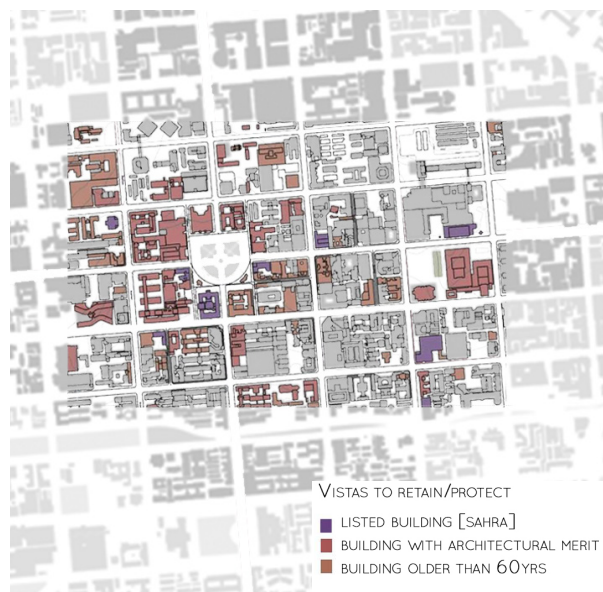 Vistas to retain/protect
listed building [sahra]
building with architectural merit
building older than 60yrs